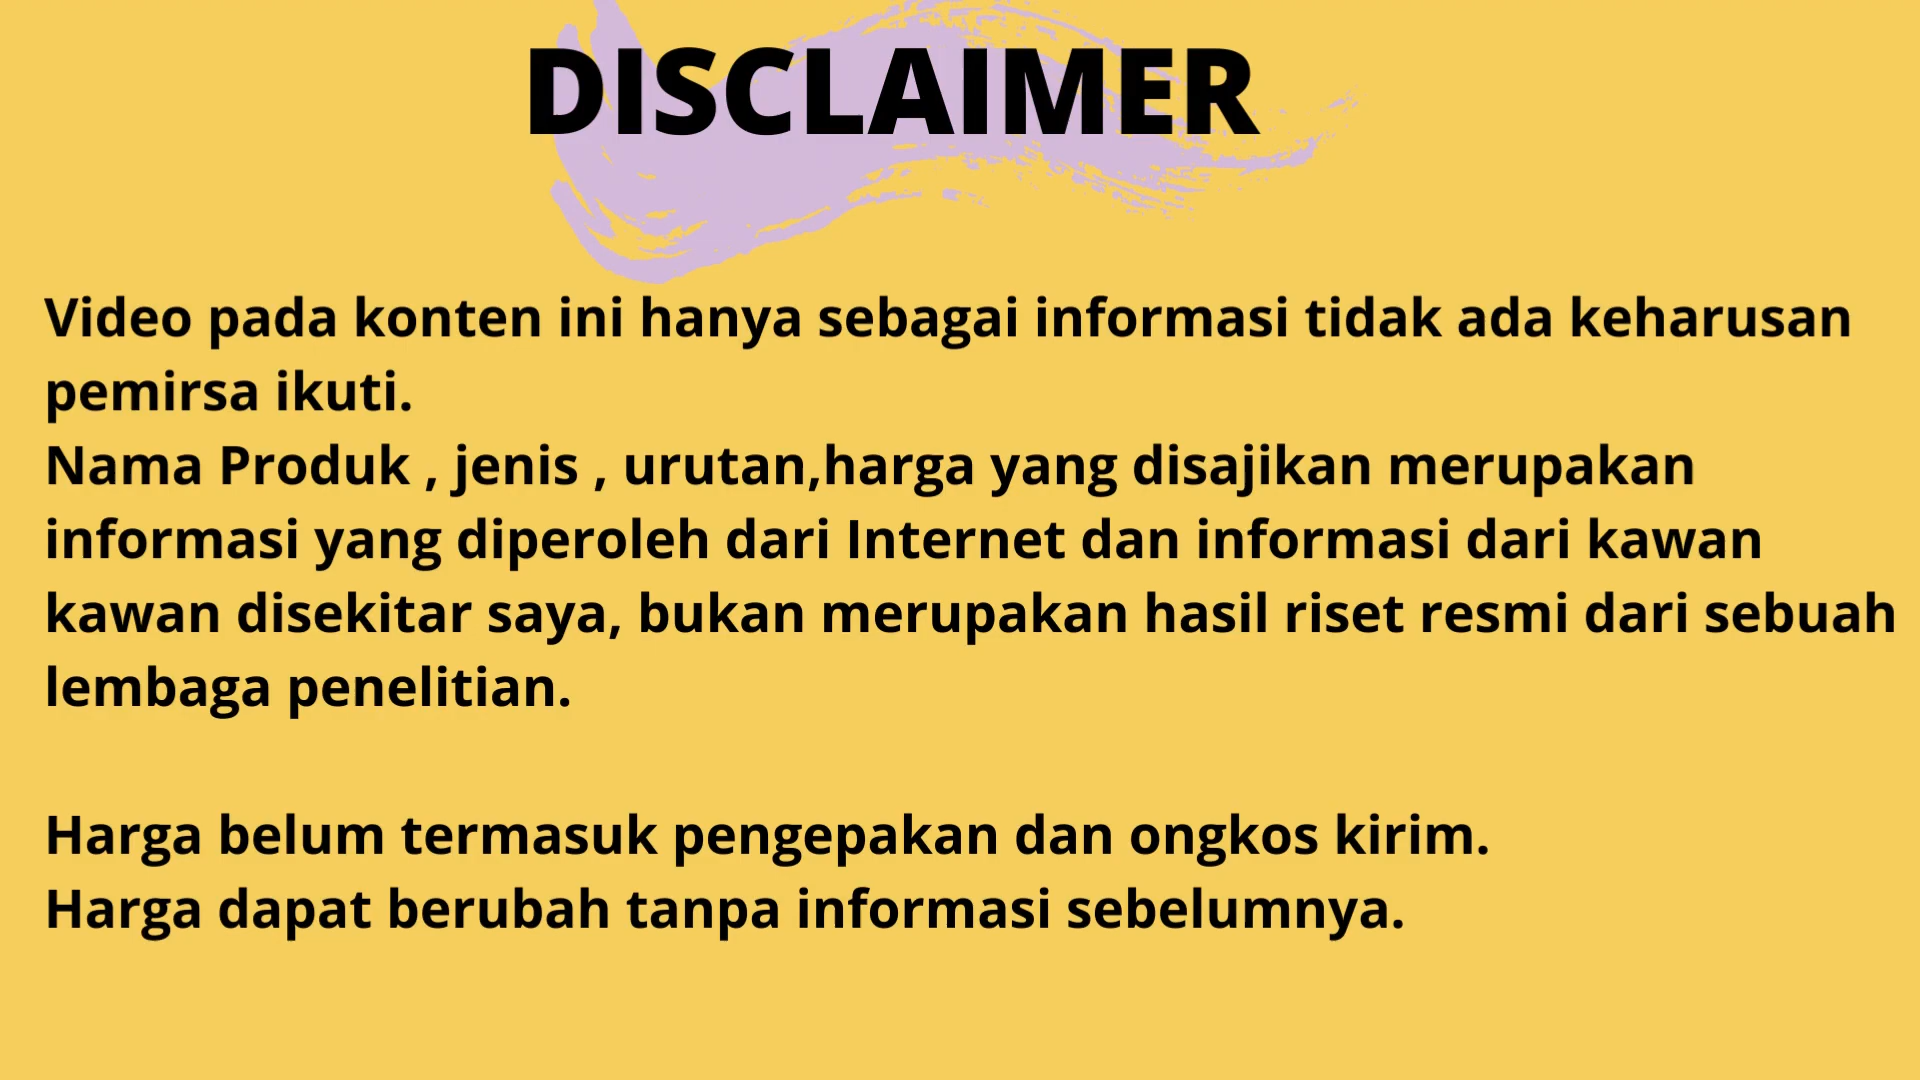 DISCLAIMER
Video pada konten ini hanya sebagai informasi tidak ada keharusan
pemirsa ikuti.
Nama Produk , jenis , urutan,harga yang disajikan merupakan
informasi yang diperoleh dari Internet dan informasi dari kawan
kawan disekitar saya, bukan merupakan hasil riset resmi dari sebuah
lembaga penelitian.
Harga belum termasuk pengepakan dan ongkos kirim.
Harga dapat berubah tanpa informasi sebelumnya.